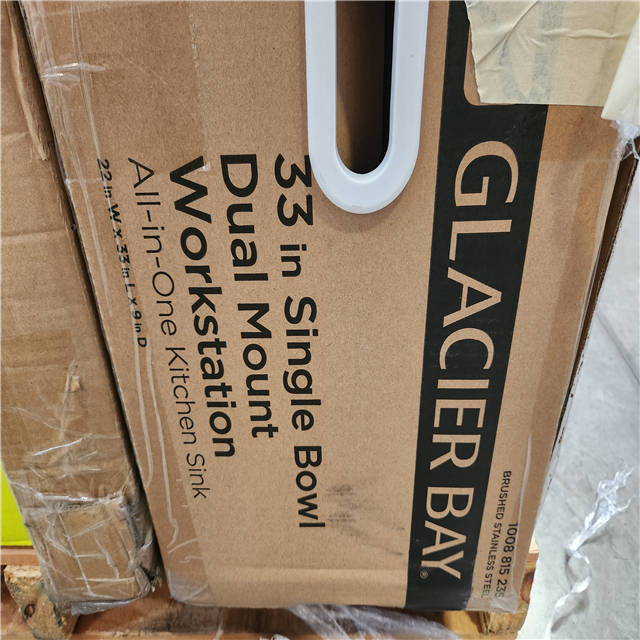 1008 815 235
BRUSHED STAINLESS STEEL
GLACIER BAY®
33 in Single Bowl
Dual Mount
Workstation
All-in-One Kitchen Sink
22 in W x 33 in L x 9 in D